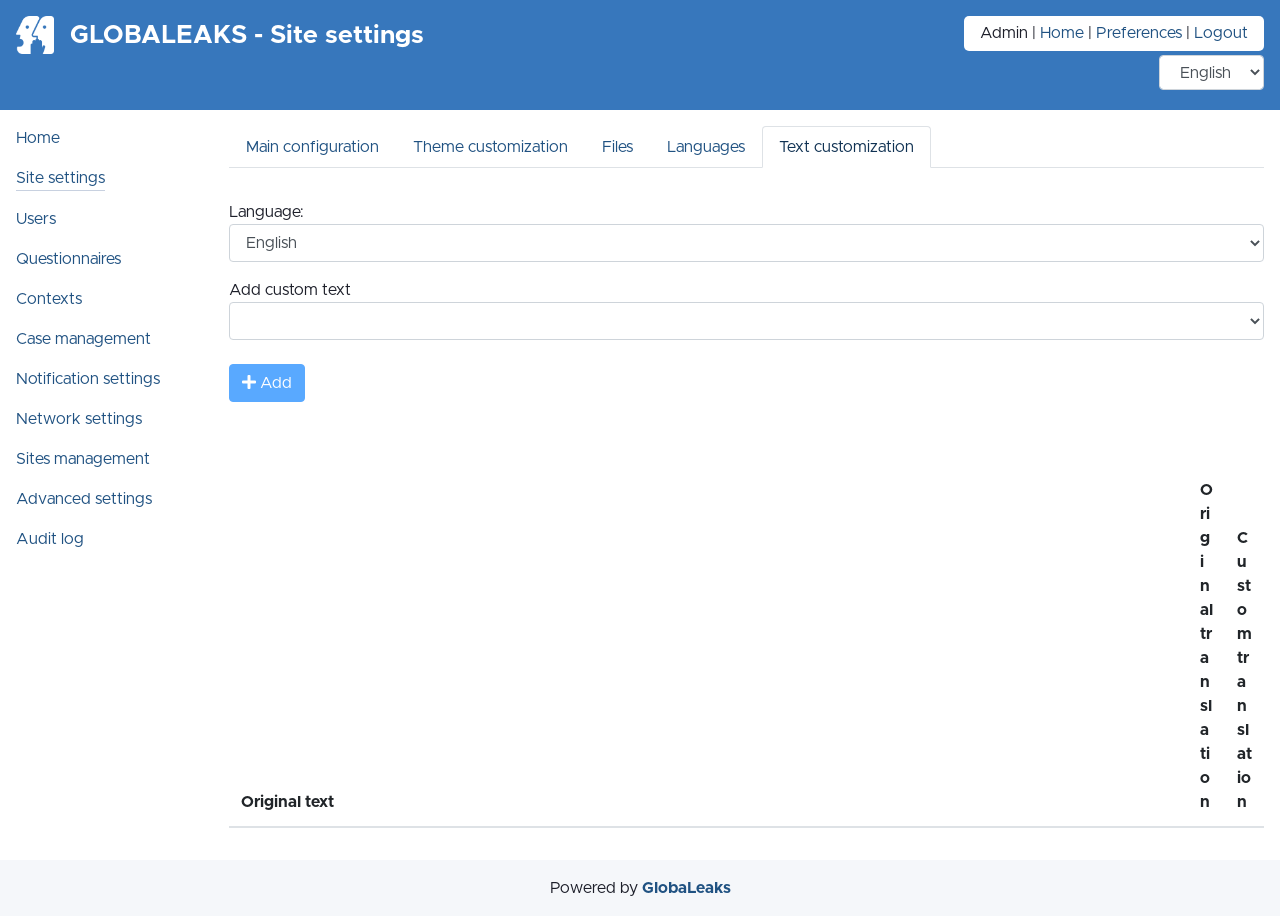 GLOBALEAKS - Site settings
Admin | Home | Preferences | Logout
English
Home
Site settings
Users
Questionnaires
Contexts
Case management
Notification settings
Network settings
Sites management
Advanced settings
Audit log
Main configuration
Theme customization
Files
Languages
Text customization
Language:
English
Add custom text
Add
Original text
Original translation
Custom translation
Powered by GlobaLeaks